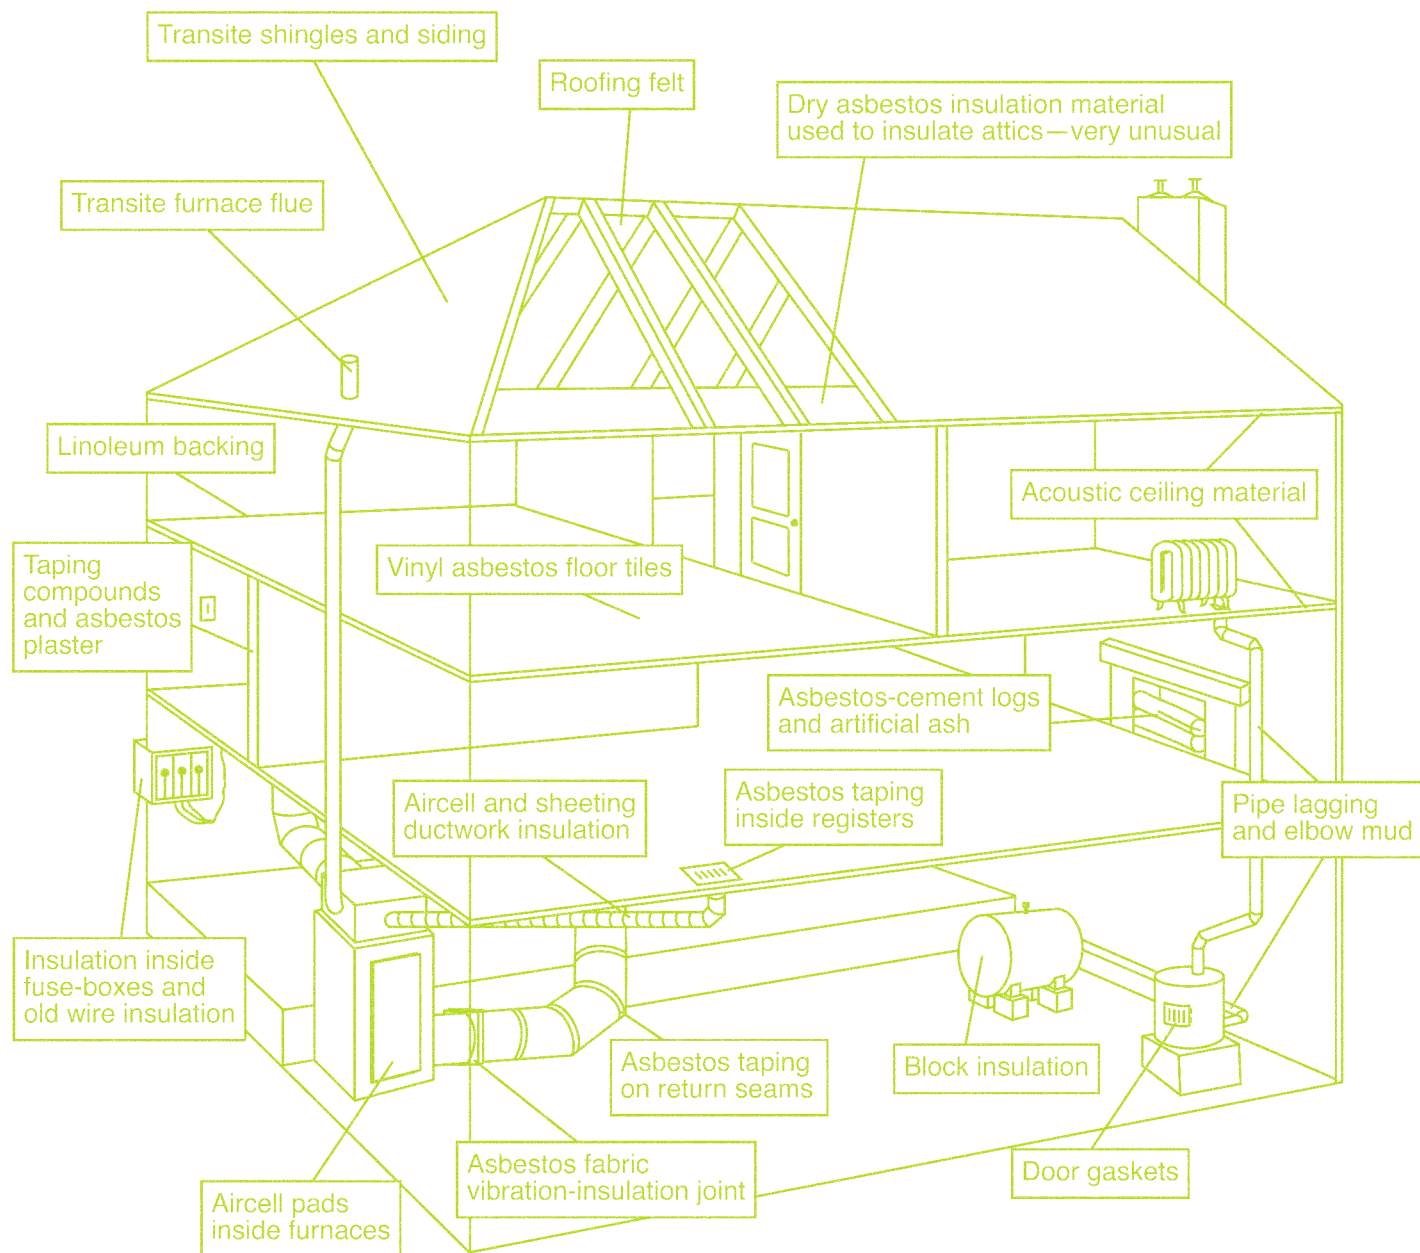 Transite shingles and siding
Roofing felt
Dry asbestos insulation material
used to insulate attics—very unusual
Transite furnace flue
Linoleum backing
Acoustic ceiling material
Taping
compounds
and asbestos
plaster
Vinyl asbestos floor tiles
Asbestos-cement logs
and artificial ash
Aircell and sheeting
ductwork insulation
Asbestos taping
inside registers
Pipe lagging
and elbow mud
Insulation inside
fuse-boxes and
old wire insulation
Asbestos taping
on return seams
Block insulation
Asbestos fabric
vibration-insulation joint
Door gaskets
Aircell pads
inside furnaces